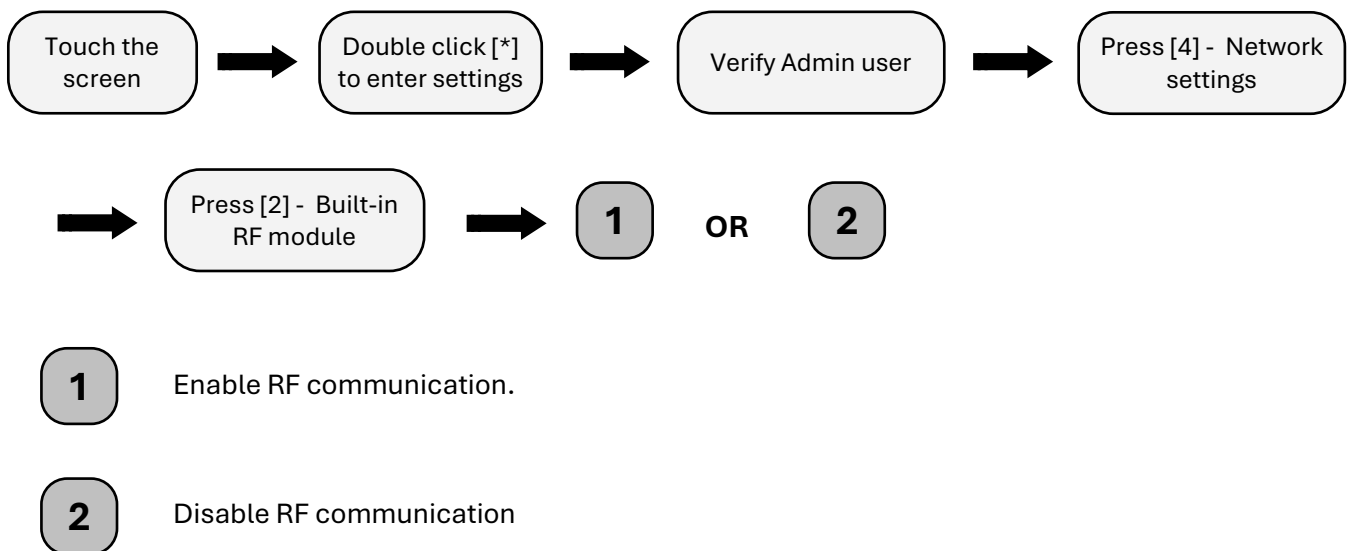 Touch the
screen
Double click [*]
to enter settings
Verify Admin user
Press [4] - Network
settings
Press [2] - Built-in
RF module
1
OR
2
1
Enable RF communication.
2
Disable RF communication